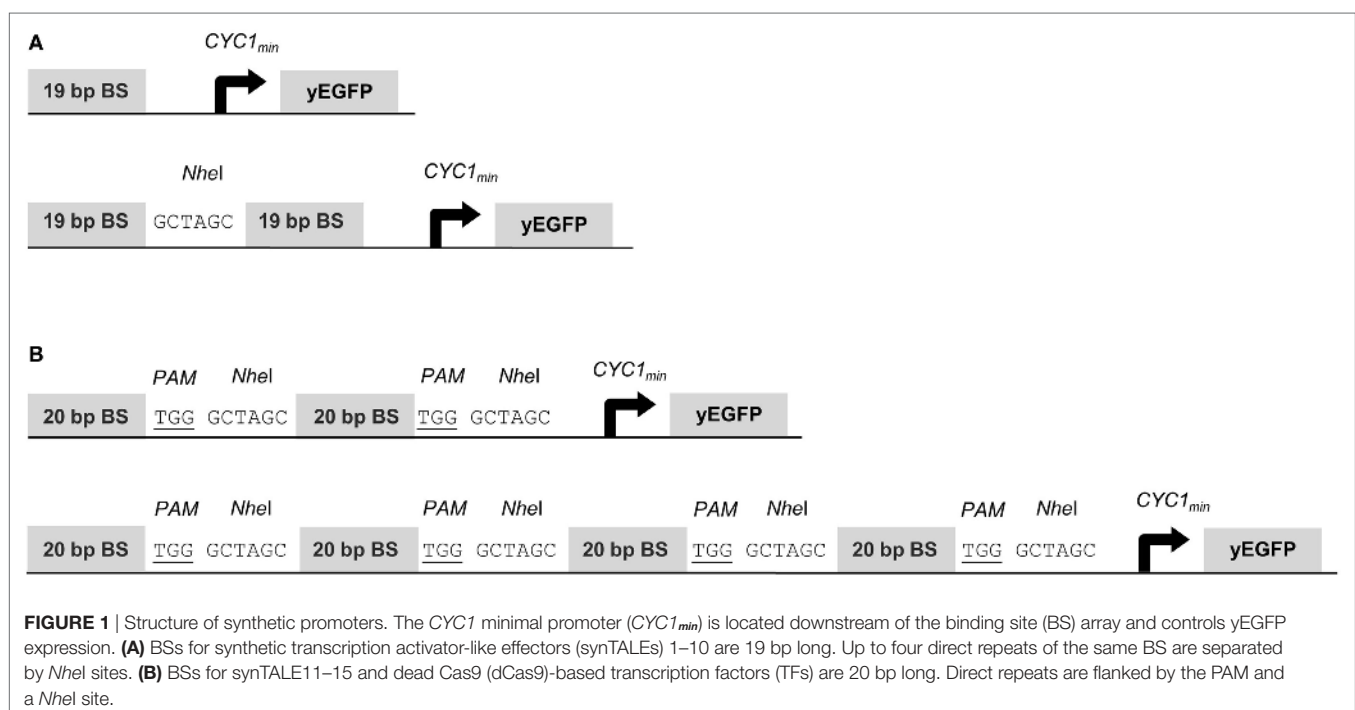 A
CYC1min
19 bp BS yEGFP
NheI CYC1min
19 bp BS GCTAGC 19 bp BS yEGFP
B
PAM NheI PAM NheI CYC1min
20 bp BS TGG GCTAGC 20 bp BS TGG GCTAGC yEGFP
PAM NheI PAM NheI PAM NheI PAM NheI CYC1min
20 bp BS TGG GCTAGC 20 bp BS TGG GCTAGC 20 bp BS TGG GCTAGC 20 bp BS TGG GCTAGC yEGFP
FIGURE 1 | Structure of synthetic promoters. The CYC1 minimal promoter (CYC1min) is located downstream of the binding site (BS) array and controls yEGFP
expression. (A) BSs for synthetic transcription activator-like effectors (synTALEs) 1–10 are 19 bp long. Up to four direct repeats of the same BS are separated
by NheI sites. (B) BSs for synTALE11–15 and dead Cas9 (dCas9)-based transcription factors (TFs) are 20 bp long. Direct repeats are flanked by the PAM and
a NheI site.